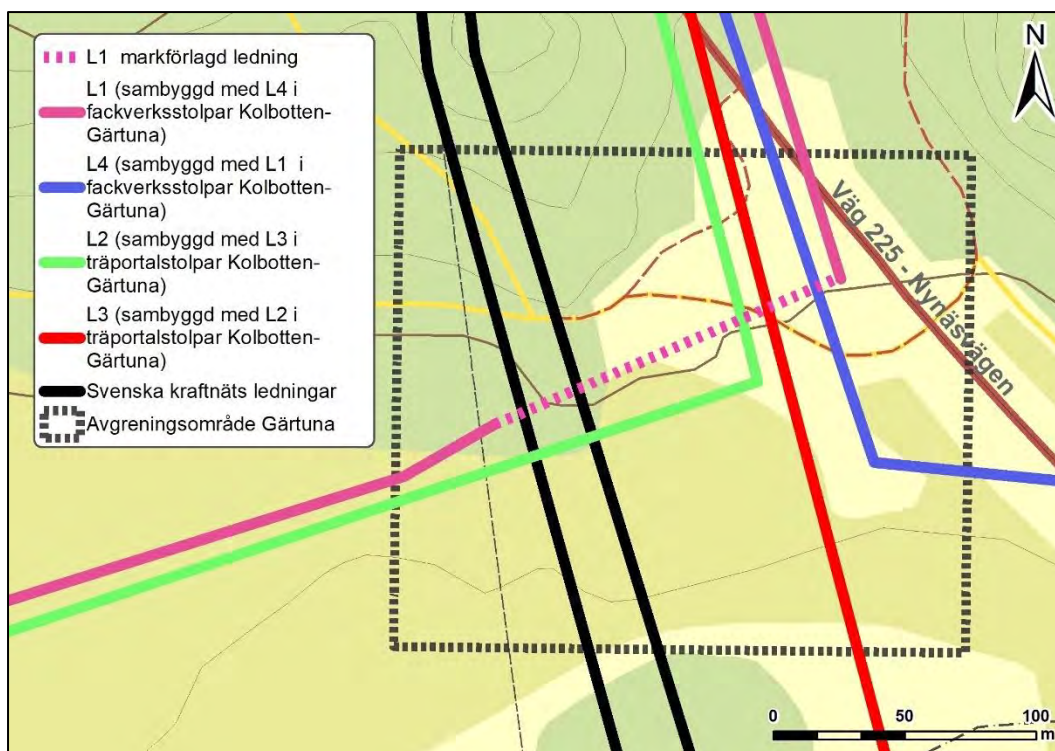 L1 markförlagd ledning
L1 (sambyggd med L4 i
fackverksstolpar Kolbotten-
Gärtuna)
L4 (sambyggd med L1 i
fackverksstolpar Kolbotten-
Gärtuna)
L2 (sambyggd med L3 i
träportalstolpar Kolbotten-
Gärtuna)
L3 (sambyggd med L2 i
träportalstolpar Kolbotten-
Gärtuna)
Svenska kraftnäts ledningar
Avgreningsområde Gärtuna
N
Väg 225 - Nynäsvägen
0 50 100
m